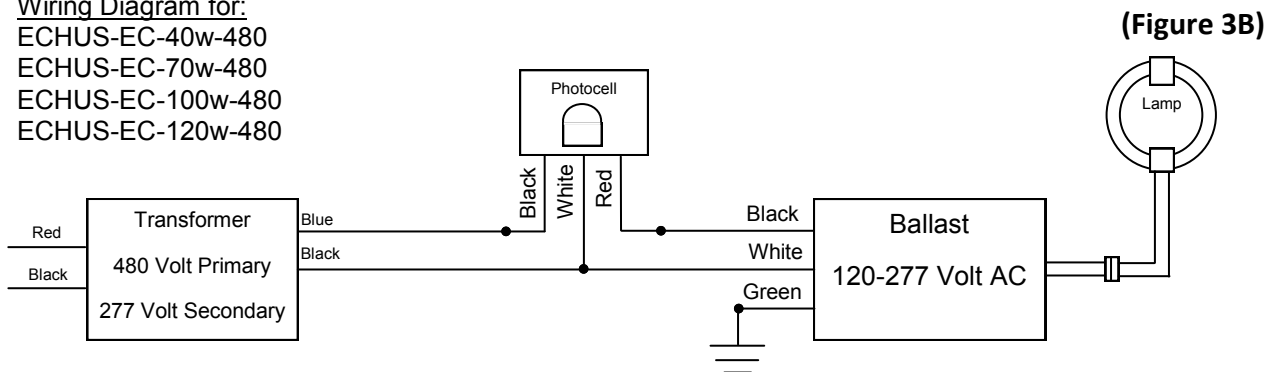 Wiring Diagram for:
ECHUS-EC-40w-480
ECHUS-EC-70w-480
ECHUS-EC-100w-480
ECHUS-EC-120w-480
(Figure 3B)
Photocell
Lamp
Black
White
Red
Red
Black
Transformer
480 Volt Primary
277 Volt Secondary
Blue
Black
Black
White
Green
Ballast
120-277 Volt AC